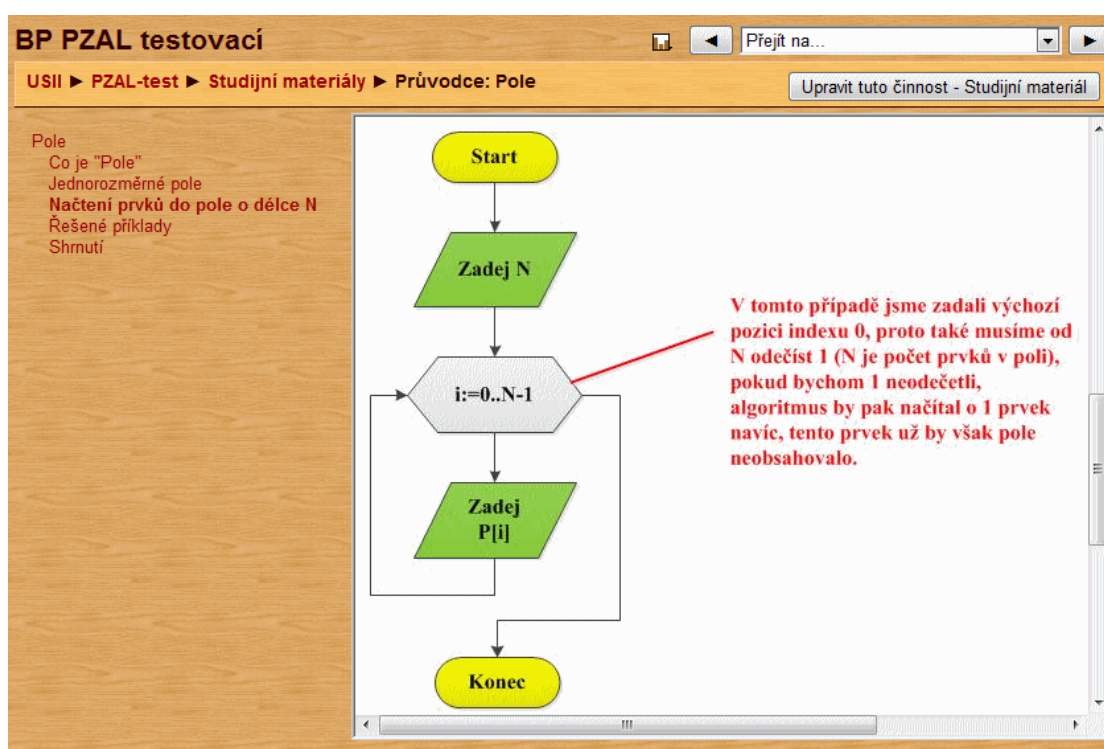 BP PZAL testovací
Přejít na...
USII ► PZAL-test ► Studijní materiály ► Průvodce: Pole
Upravit tuto činnost - Studijní materiál
Pole
Co je "Pole"
Jednorozměrné pole
Načtení prvků do pole o délce N
Řešené příklady
Shrnutí
Start
Zadej N
i:=0..N-1
Zadej
P[i]
Konec
V tomto případě jsme zadali výchozí
pozici indexu 0, proto také musíme od
N odečíst 1 (N je počet prvků v poli),
pokud bychom 1 neodečetli,
algoritmus by pak načítal o 1 prvek
navíc, tento prvek už by však pole
neobsahovalo.